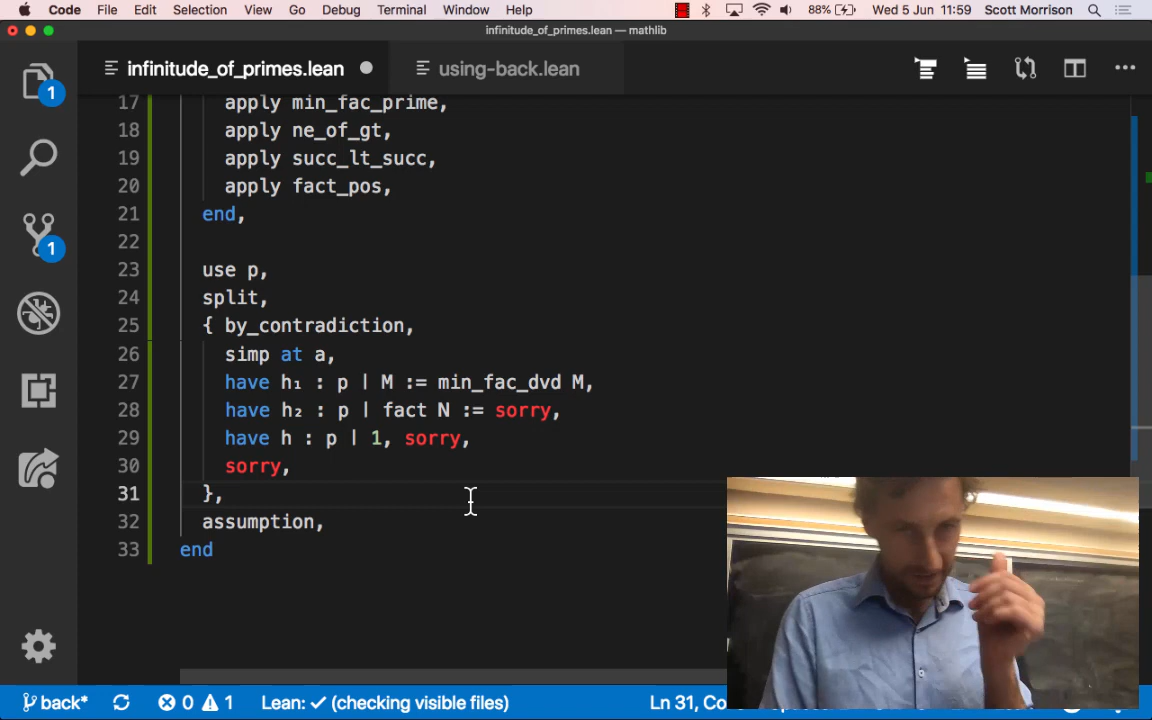 Code File Edit Selection View Go Debug Terminal Window Help 88% Wed 5 Jun 11:59 Scott Morrison
infinitude_of_primes.lean — mathlib
infinitude_of_primes.lean using-back.lean
1
1
17 apply min_fac_prime,
18 apply ne_of_gt,
19 apply succ_lt_succ,
20 apply fact_pos,
21 end,
22
23 use p,
24 split,
25 { by_contradiction,
26 simp at a,
27 have h₁ : p ∣ M := min_fac_dvd M,
28 have h₂ : p ∣ fact N := sorry,
29 have h : p ∣ 1, sorry,
30 sorry,
31 },
32 assumption,
33 end
back* 0 1 Lean: ✓ (checking visible files) Ln 31,